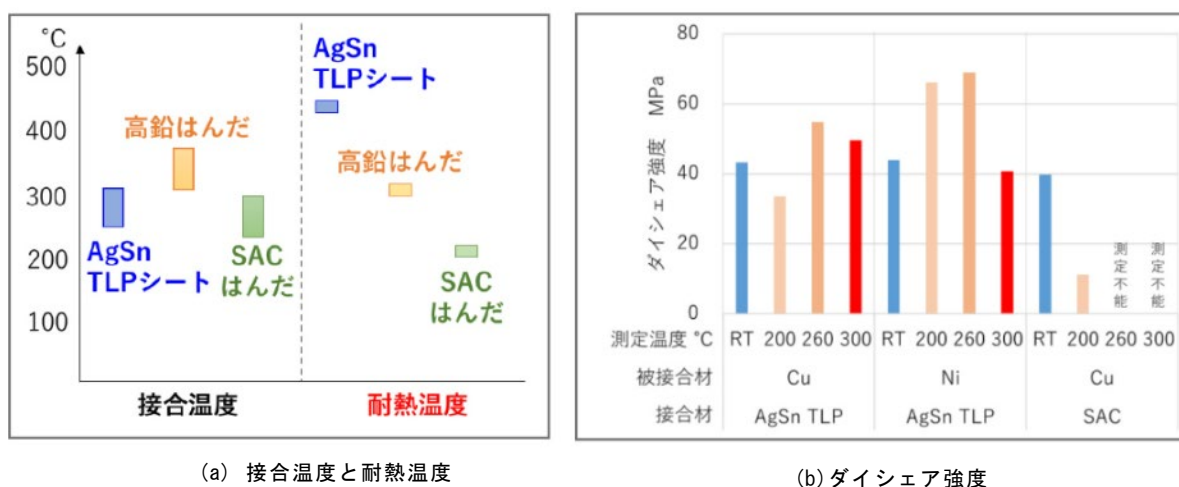 °C
500
400
300
200
100
AgSn
TLPシート
高鉛はんだ
SAC
はんだ
AgSn
TLPシート
高鉛はんだ
SAC
はんだ
接合温度
耐熱温度
(a) 接合温度と耐熱温度
ダイシェア強度 MPa
80
60
40
20
0
測定不能
測定不能
測定温度 °C RT 200 260 300 RT 200 260 300 RT 200 260 300
被接合材 Cu Ni Cu
接合材 AgSn TLP AgSn TLP SAC
(b)ダイシェア強度